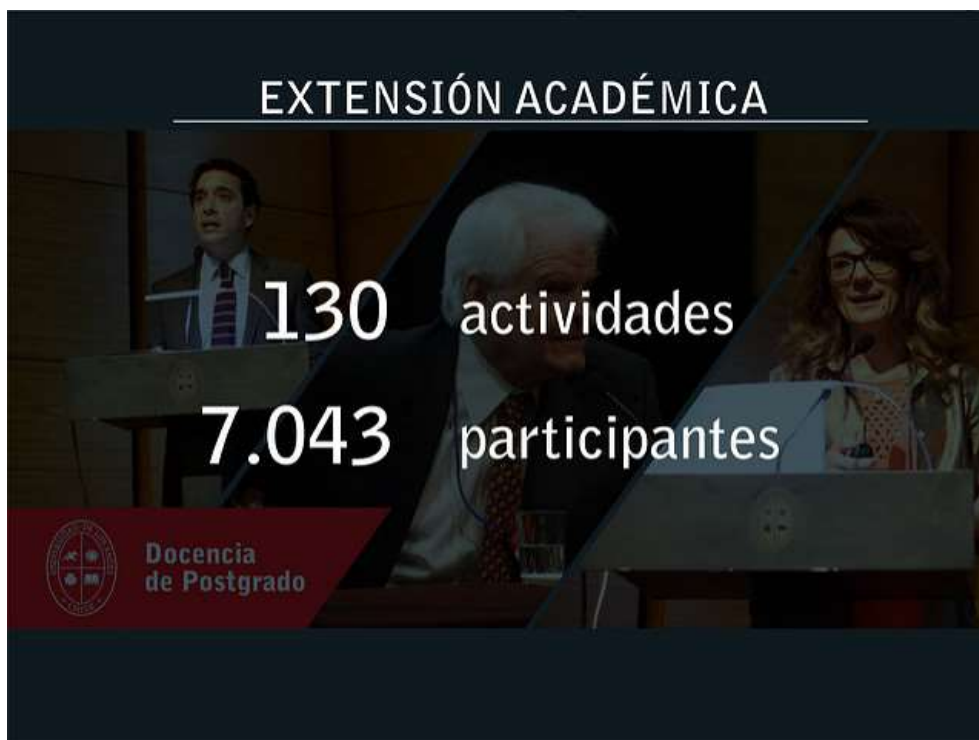 EXTENSIÓN ACADÉMICA
130 actividades
7.043 participantes
Docencia
de Postgrado